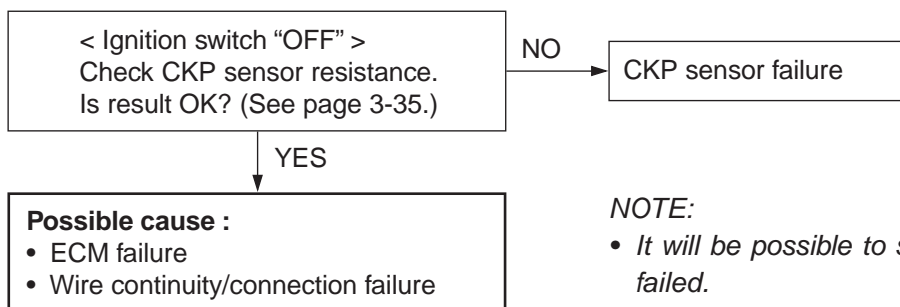 < Ignition switch “OFF” >
Check CKP sensor resistance.
Is result OK? (See page 3-35.)
NO
CKP sensor failure
YES
Possible cause :
• ECM failure
• Wire continuity/connection failure
NOTE:
• It will be possible to
failed.